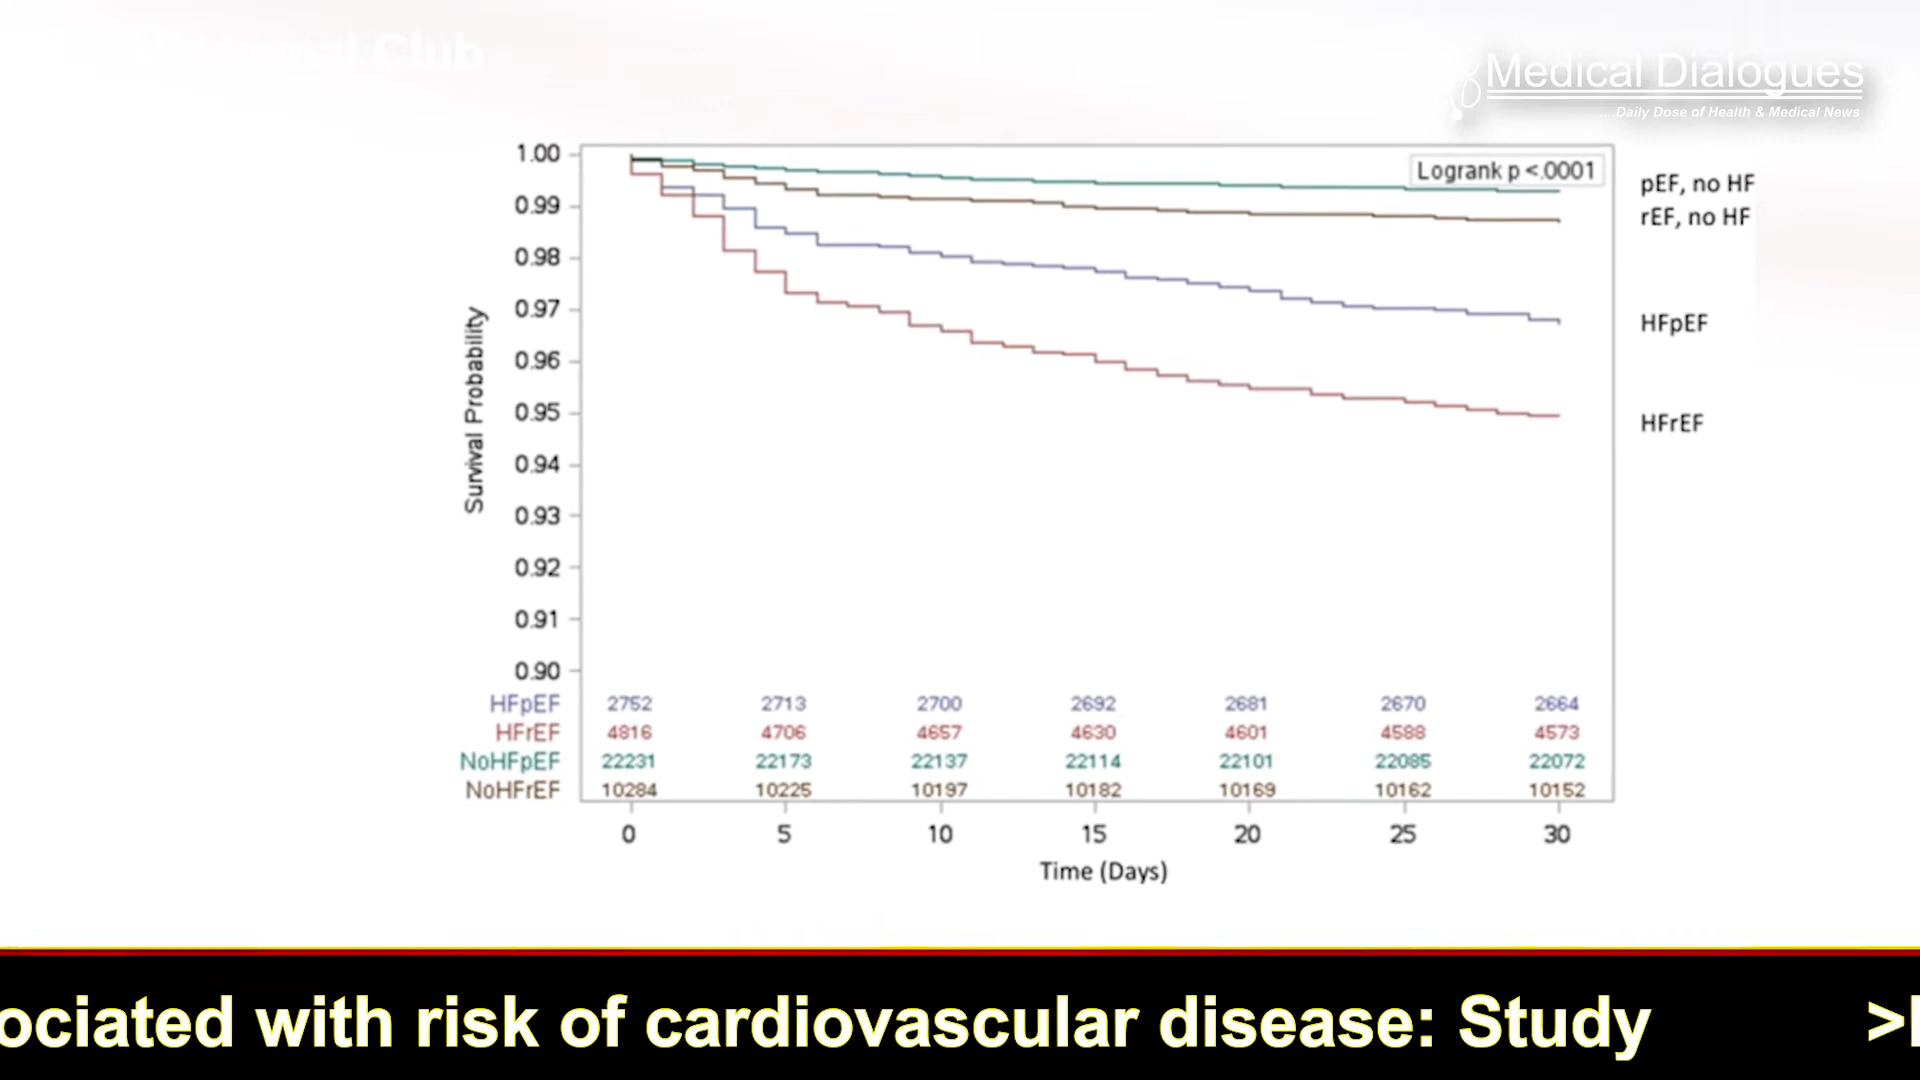 Club
Medical Dialogues
....Daily Dose of Health & Medical News
Logrank p <.0001
1.00
0.99
0.98
0.97
0.96
0.95
0.94
0.93
0.92
0.91
0.90
Survival Probability
pEF, no HF
rEF, no HF
HFpEF
HFrEF
HFpEF 2752 2713 2700 2692 2681 2670 2664
HFrEF 4816 4706 4657 4630 4601 4588 4573
NoHFpEF 22231 22173 22137 22114 22101 22085 22072
NoHFrEF 10284 10225 10197 10182 10169 10162 10152
0 5 10 15 20 25 30
Time (Days)
ociated with risk of cardiovascular disease: Study >